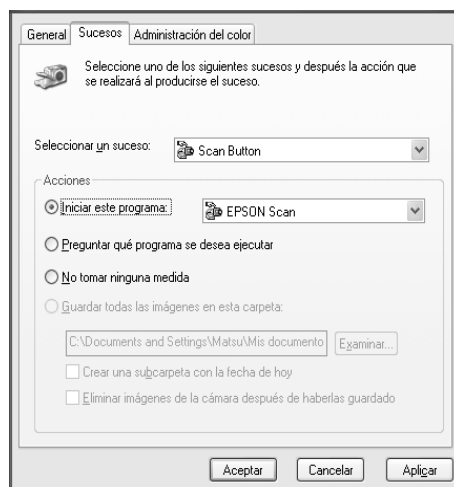 General Sucesos Administración del color
Seleccione uno de los siguientes sucesos y después la acción que
se realizará al producirse el suceso.
Seleccionar un suceso: Scan Button
Acciones
Iniciar este programa: EPSON Scan
Preguntar qué programa se desea ejecutar
No tomar ninguna medida
Guardar todas las imágenes en esta carpeta:
C:\Documents and Settings\Matsu\Mis documento Examinar...
Crear una subcarpeta con la fecha de hoy
Eliminar imágenes de la cámara después de haberlas guardado
Aceptar Cancelar Aplicar